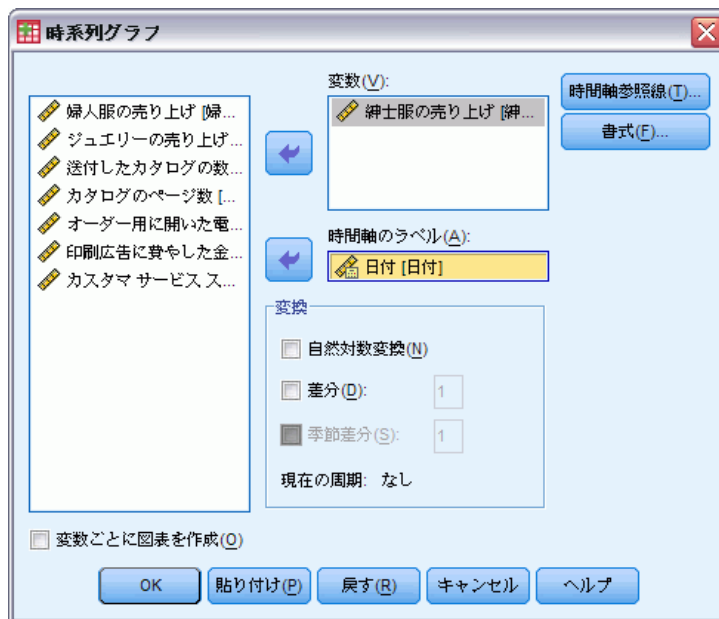 時系列グラフ
婦人服の売り上げ [婦...
ジュエリーの売り上げ...
送付したカタログの数...
カタログのページ数 [...
オーダー用に開いた電...
印刷広告に費やした金...
カスタマ サービス ス...
変数(V):
紳士服の売り上げ [紳...
時間軸のラベル(A):
日付 [日付]
変換
自然対数変換(N)
差分(D):
1
季節差分(S):
1
現在の周期: なし
時間軸参照線(T)...
書式(F)...
変数ごとに図表を作成(O)
OK
貼り付け(P)
戻す(R)
キャンセル
ヘルプ